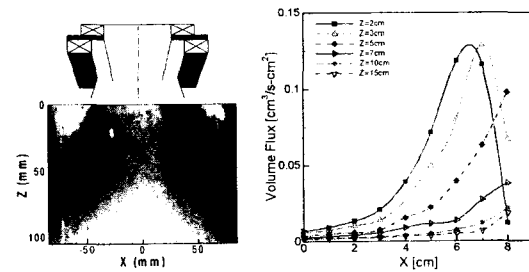 0
50
100
Z (mm)
-50
0
50
X (mm)
0.15
0.10
0.05
0
Volume Flux [cm³/s-cm²]
Z=2cm
Z=3cm
Z=5cm
Z=7cm
Z=10cm
Z=15cm
0
2
4
6
8
X [cm]